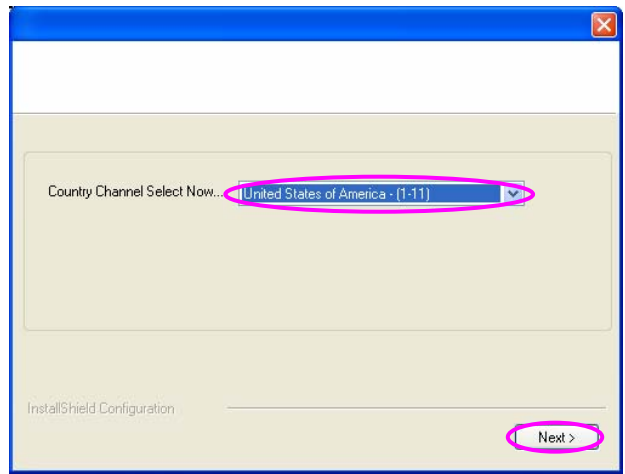 Country Channel Select Now... United States of America - (1-11)
InstallShield Configuration
Next >